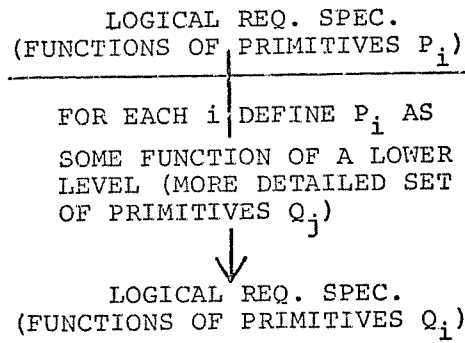 LOGICAL REQ. SPEC.
(FUNCTIONS OF PRIMITIVES Pi)
FOR EACH i DEFINE Pi AS
SOME FUNCTION OF A LOWER
LEVEL (MORE DETAILED SET
OF PRIMITIVES Qj)
LOGICAL REQ. SPEC.
(FUNCTIONS OF PRIMITIVES Qi)